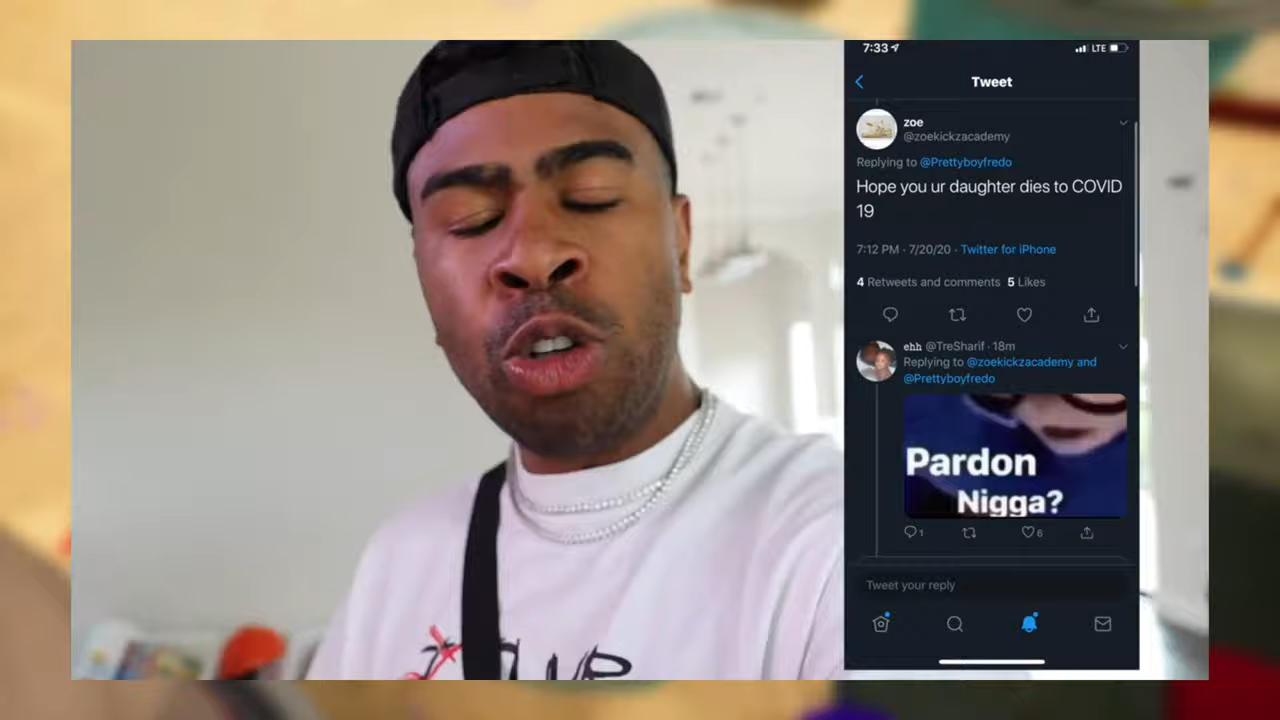 7:33
LTE
Tweet
zoe
@zoekickzacademy
Replying to @Prettyboyfredo
Hope you ur daughter dies to COVID
19
7:12 PM · 7/20/20 · Twitter for iPhone
4 Retweets and comments 5 Likes
ehh @TreSharif · 18m
Replying to @zoekickzacademy and
@Prettyboyfredo
Pardon
Nigga?
1
6
Tweet your reply